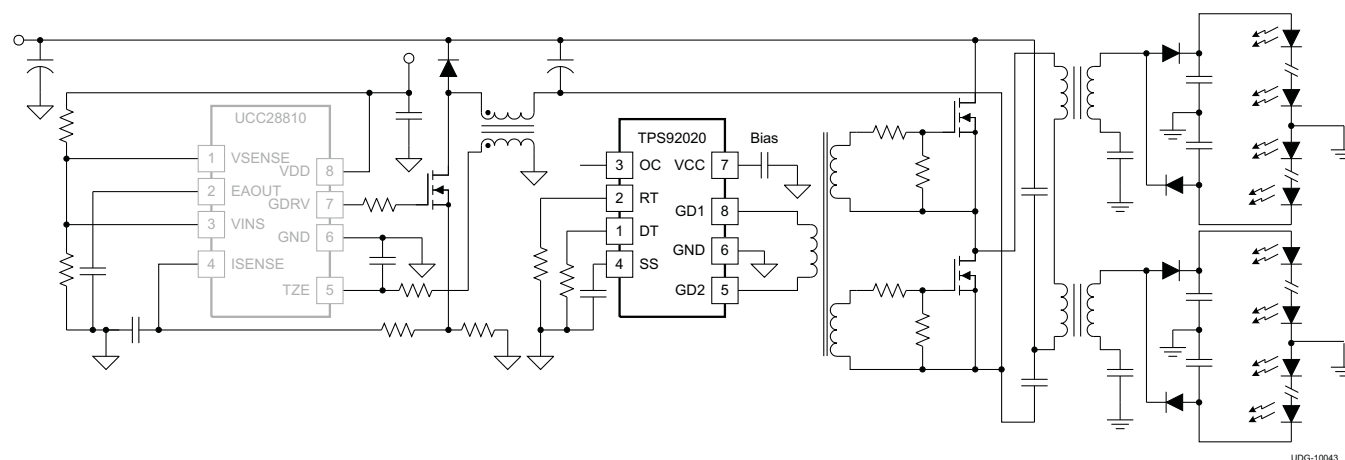 UCC28810
1 VSENSE
VDD 8
2 EAOUT
GDRV 7
3 VINS
GND 6
4 ISENSE
TZE 5
TPS92020
3 OC
VCC 7
Bias
2 RT
GD1 8
1 DT
GND 6
4 SS
GD2 5
UDG-10043